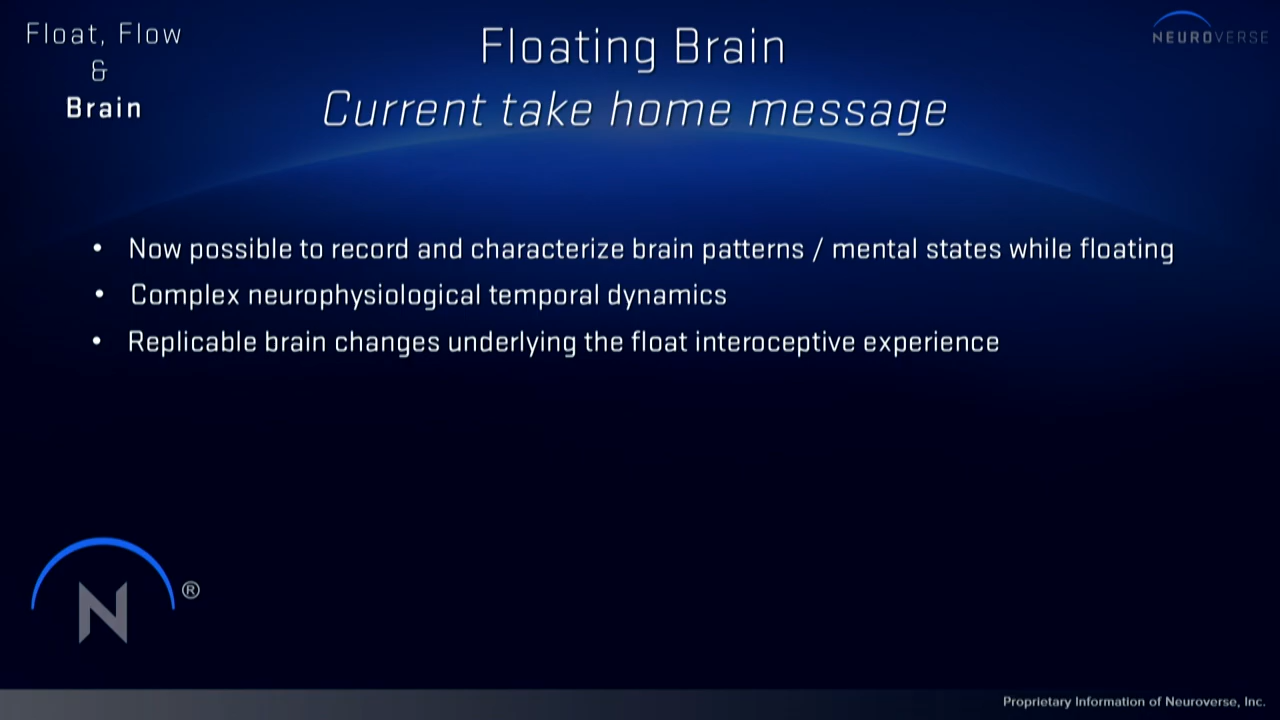 Float, Flow
&
Brain
Floating Brain
Current take home message
NEUROVERSE
• Now possible to record and characterize brain patterns / mental states while floating
• Complex neurophysiological temporal dynamics
• Replicable brain changes underlying the float interoceptive experience
N ®
Proprietary Information of Neuroverse, Inc.